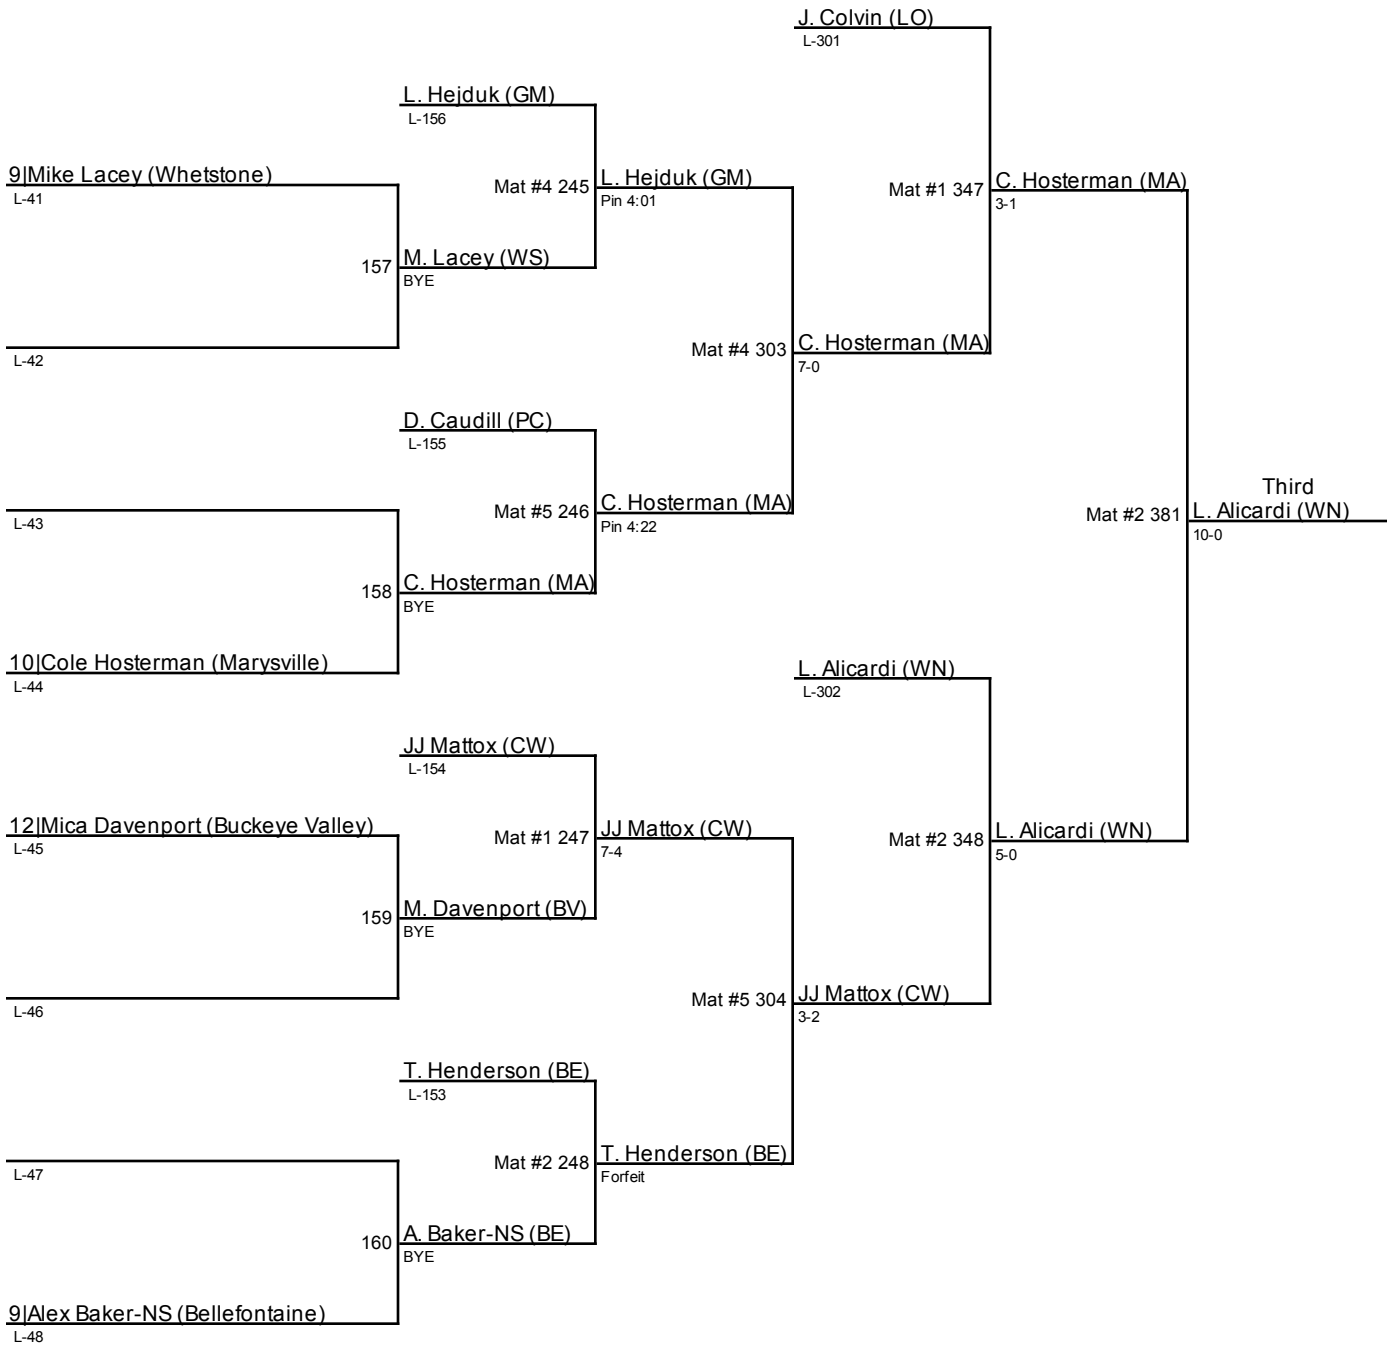 J. Colvin (LO)
L-301
L. Hejduk (GM)
L-156
9|Mike Lacey (Whetstone)
L-41
Mat #4 245
L. Hejduk (GM)
Pin 4:01
Mat #1 347
C. Hosterman (MA)
3-1
157
M. Lacey (WS)
BYE
L-42
Mat #4 303
C. Hosterman (MA)
7-0
D. Caudill (PC)
L-155
L-43
Mat #5 246
C. Hosterman (MA)
Pin 4:22
Third
Mat #2 381
L. Alicardi (WN)
10-0
158
C. Hosterman (MA)
BYE
10|Cole Hosterman (Marysville)
L-44
L. Alicardi (WN)
L-302
JJ Mattox (CW)
L-154
12|Mica Davenport (Buckeye Valley)
L-45
Mat #1 247
JJ Mattox (CW)
7-4
Mat #2 348
L. Alicardi (WN)
5-0
159
M. Davenport (BV)
BYE
L-46
Mat #5 304
JJ Mattox (CW)
3-2
T. Henderson (BE)
L-153
L-47
Mat #2 248
T. Henderson (BE)
Forfeit
160
A. Baker-NS (BE)
BYE
9|Alex Baker-NS (Bellefontaine)
L-48